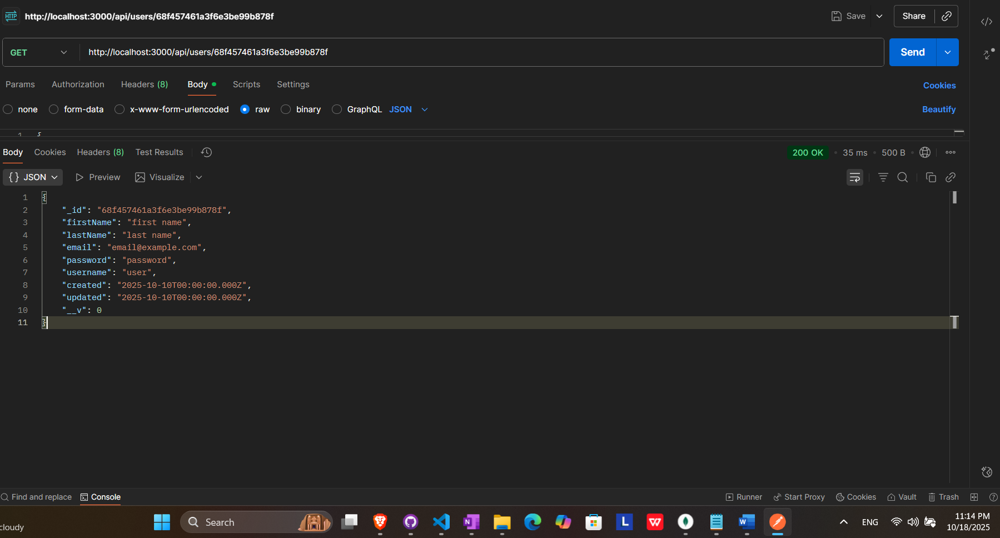 HTTP http://localhost:3000/api/users/68f457461a3f6e3be99b878f Save Share
GET http://localhost:3000/api/users/68f457461a3f6e3be99b878f Send
Params Authorization Headers (8) Body Scripts Settings Cookies
none form-data x-www-form-urlencoded raw binary GraphQL JSON Beautify
1 {
Body Cookies Headers (8) Test Results 200 OK 35 ms 500 B
{} JSON Preview Visualize
1 {
2 "_id": "68f457461a3f6e3be99b878f",
3 "firstName": "first name",
4 "lastName": "last name",
5 "email": "email@example.com",
6 "password": "password",
7 "username": "user",
8 "created": "2025-10-10T00:00:00.000Z",
9 "updated": "2025-10-10T00:00:00.000Z",
10 "__v": 0
11 }
Find and replace Console Runner Start Proxy Cookies Vault Trash
cloudy Search N L W W ENG 11:14 PM
10/18/2025